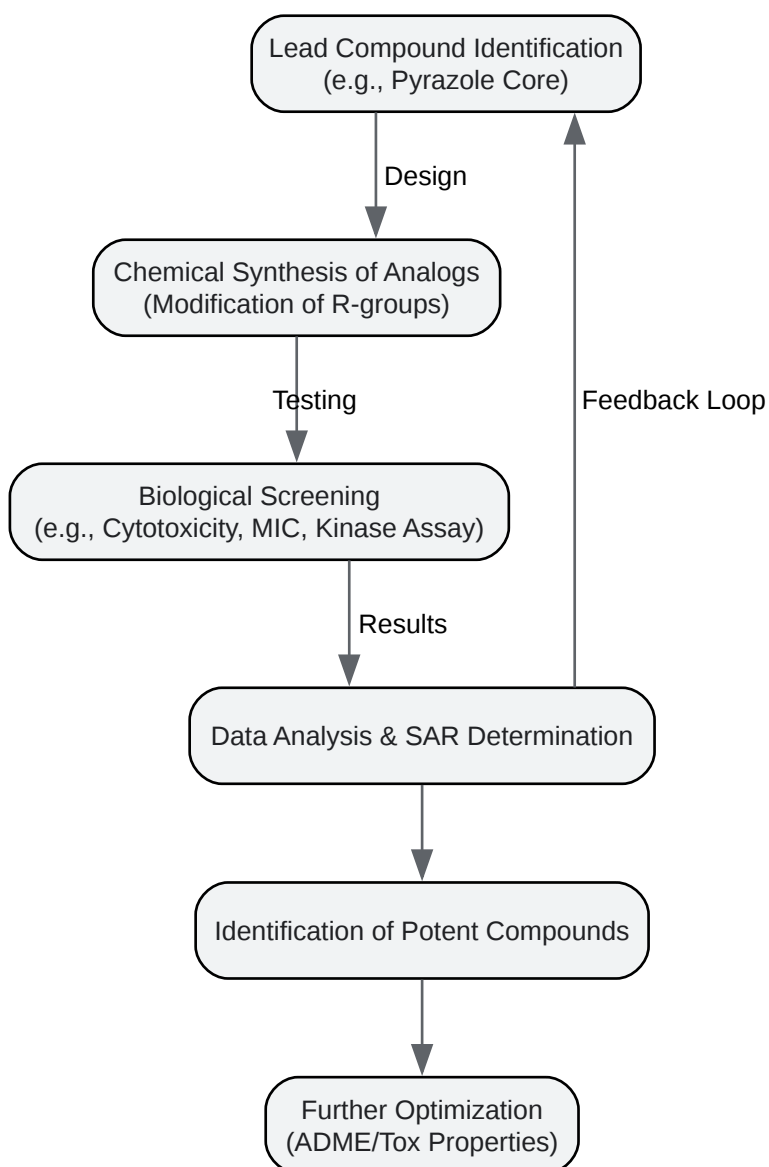 Lead Compound Identification
(e.g., Pyrazole Core)
Design
Chemical Synthesis of Analogs
(Modification of R-groups)
Testing
Feedback Loop
Biological Screening
(e.g., Cytotoxicity, MIC, Kinase Assay)
Results
Data Analysis & SAR Determination
Identification of Potent Compounds
Further Optimization
(ADME/Tox Properties)